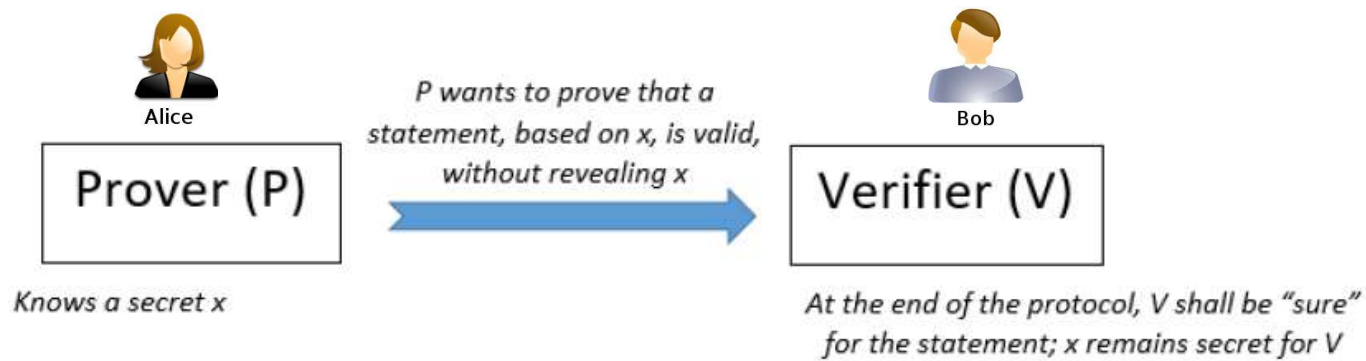 Alice
Prover (P)
Knows a secret x
P wants to prove that a
statement, based on x, is valid,
without revealing x
Bob
Verifier (V)
At the end of the protocol, V shall be “sure”
for the statement; x remains secret for V